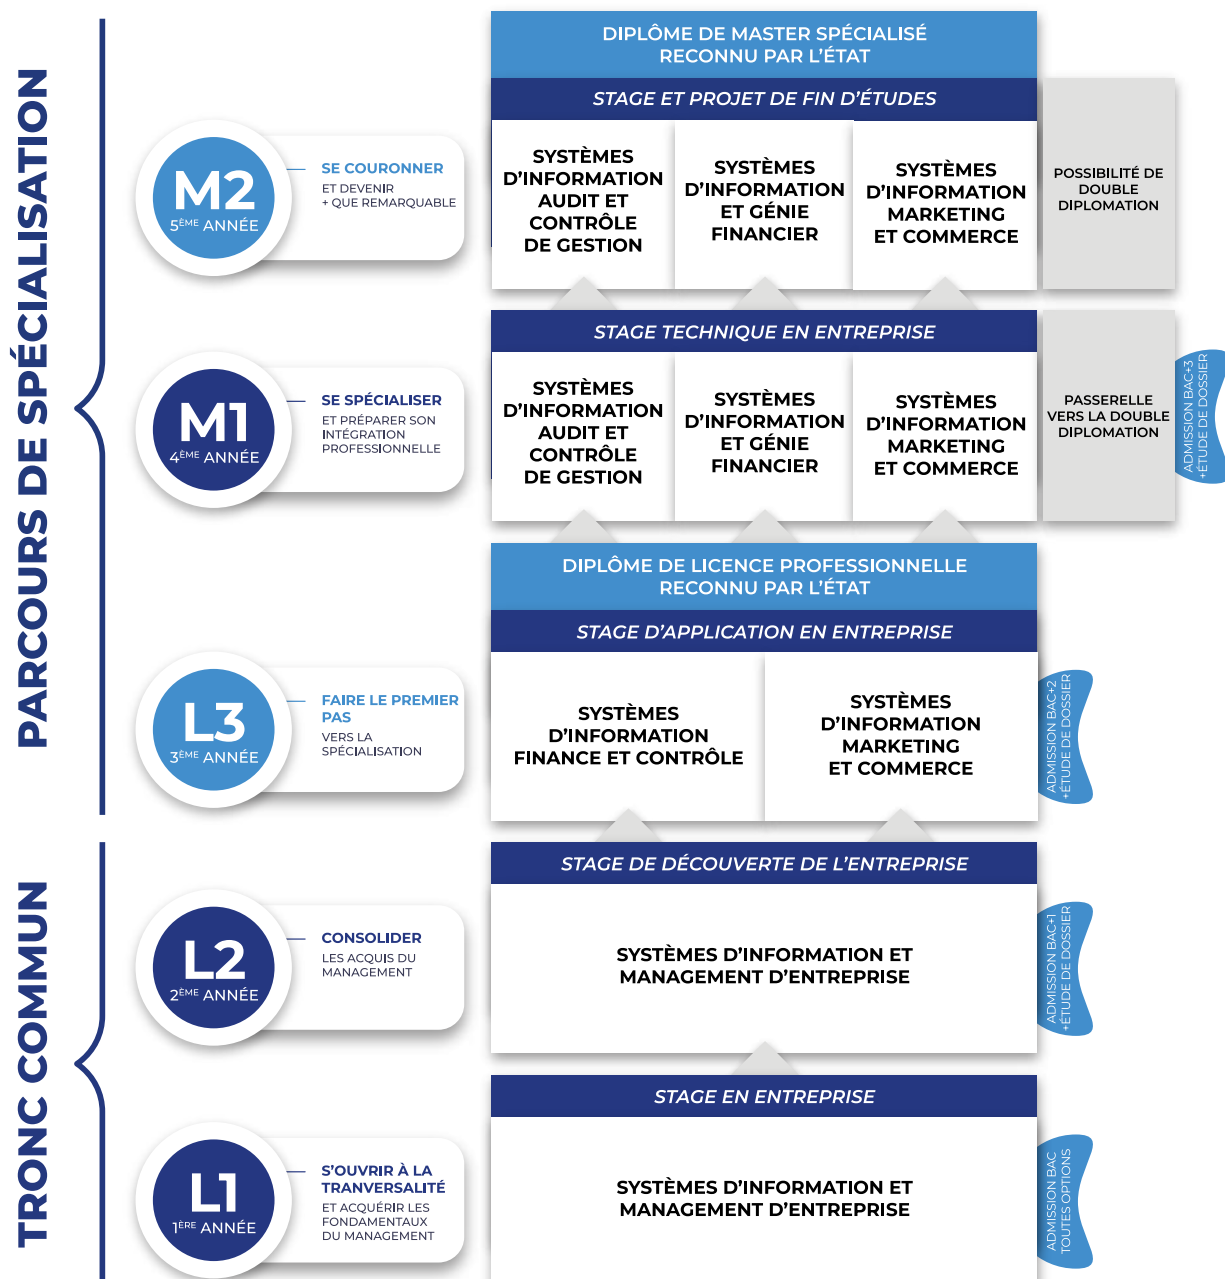 PARCOURS DE SPÉCIALISATION
DIPLÔME DE MASTER SPÉCIALISÉ
RECONNU PAR L'ÉTAT
STAGE ET PROJET DE FIN D'ÉTUDES
M2
5ÈME ANNÉE
SE COURONNER
ET DEVENIR
+ QUE REMARQUABLE
SYSTÈMES
D'INFORMATION
AUDIT ET
CONTRÔLE
DE GESTION
SYSTÈMES
D'INFORMATION
ET GÉNIE
FINANCIER
SYSTÈMES
D'INFORMATION
MARKETING
ET COMMERCE
POSSIBILITÉ DE
DOUBLE
DIPLOMATION
STAGE TECHNIQUE EN ENTREPRISE
M1
4ÈME ANNÉE
SE SPÉCIALISER
ET PRÉPARER SON
INTÉGRATION
PROFESSIONNELLE
SYSTÈMES
D'INFORMATION
AUDIT ET
CONTRÔLE
DE GESTION
SYSTÈMES
D'INFORMATION
ET GÉNIE
FINANCIER
SYSTÈMES
D'INFORMATION
MARKETING
ET COMMERCE
PASSERELLE
VERS LA DOUBLE
DIPLOMATION
ADMISSION BAC+3
+ÉTUDE DE DOSSIER
DIPLÔME DE LICENCE PROFESSIONNELLE
RECONNU PAR L'ÉTAT
STAGE D'APPLICATION EN ENTREPRISE
L3
3ÈME ANNÉE
FAIRE LE PREMIER
PAS
VERS LA
SPÉCIALISATION
SYSTÈMES
D'INFORMATION
FINANCE ET CONTRÔLE
SYSTÈMES
D'INFORMATION
MARKETING
ET COMMERCE
ADMISSION BAC+2
+ÉTUDE DE DOSSIER
TRONC COMMUN
STAGE DE DÉCOUVERTE DE L'ENTREPRISE
L2
2ÈME ANNÉE
CONSOLIDER
LES ACQUIS DU
MANAGEMENT
SYSTÈMES D'INFORMATION ET
MANAGEMENT D'ENTREPRISE
ADMISSION BAC+1
+ÉTUDE DE DOSSIER
STAGE EN ENTREPRISE
L1
1ÈRE ANNÉE
S'OUVRIR À LA
TRANVERSALITÉ
ET ACQUÉRIR LES
FONDAMENTAUX
DU MANAGEMENT
SYSTÈMES D'INFORMATION ET
MANAGEMENT D'ENTREPRISE
ADMISSION BAC
TOUTES OPTIONS